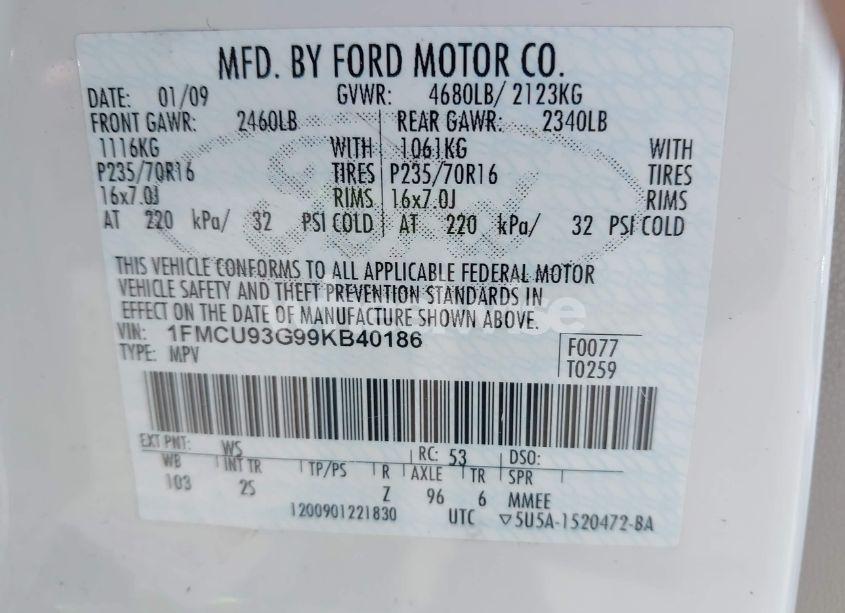 MFD. BY FORD MOTOR CO.
DATE: 01/09 GVWR: 4680LB/ 2123KG
FRONT GAWR: 2460LB REAR GAWR: 2340LB
1116KG WITH 1061KG WITH
P235/70R16 TIRES P235/70R16 TIRES
16x7.0J RIMS 16x7.0J RIMS
AT 220 kPa/ 32 PSI COLD AT 220 kPa/ 32 PSI COLD
THIS VEHICLE CONFORMS TO ALL APPLICABLE FEDERAL MOTOR
VEHICLE SAFETY AND THEFT PREVENTION STANDARDS IN
EFFECT ON THE DATE OF MANUFACTURE SHOWN ABOVE.
VIN: 1FMCU93G99KB40186 F0077
TYPE: MPV T0259
EXT PNT: WS RC: 53 DSO:
WB INT TR TP/PS R AXLE TR SPR
103 2S Z 96 6 MMEE
1200901221830 UTC ▽5U5A-1520472-BA